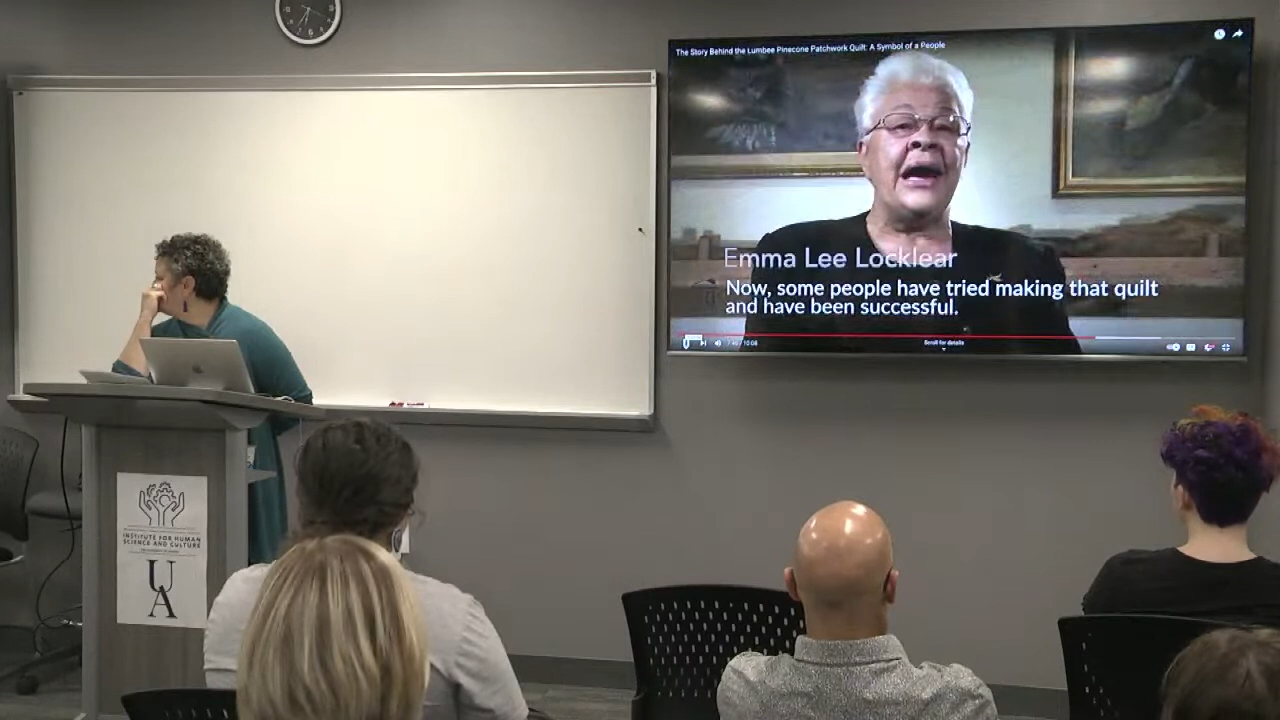 The Story Behind the Lumbee Pinecone Patchwork Quilt: A Symbol of a People
Emma Lee Locklear
Now, some people have tried making that quilt
and have been successful.
Scroll for details
INSTITUTE FOR HUMAN
SCIENCE AND CULTURE
U
A